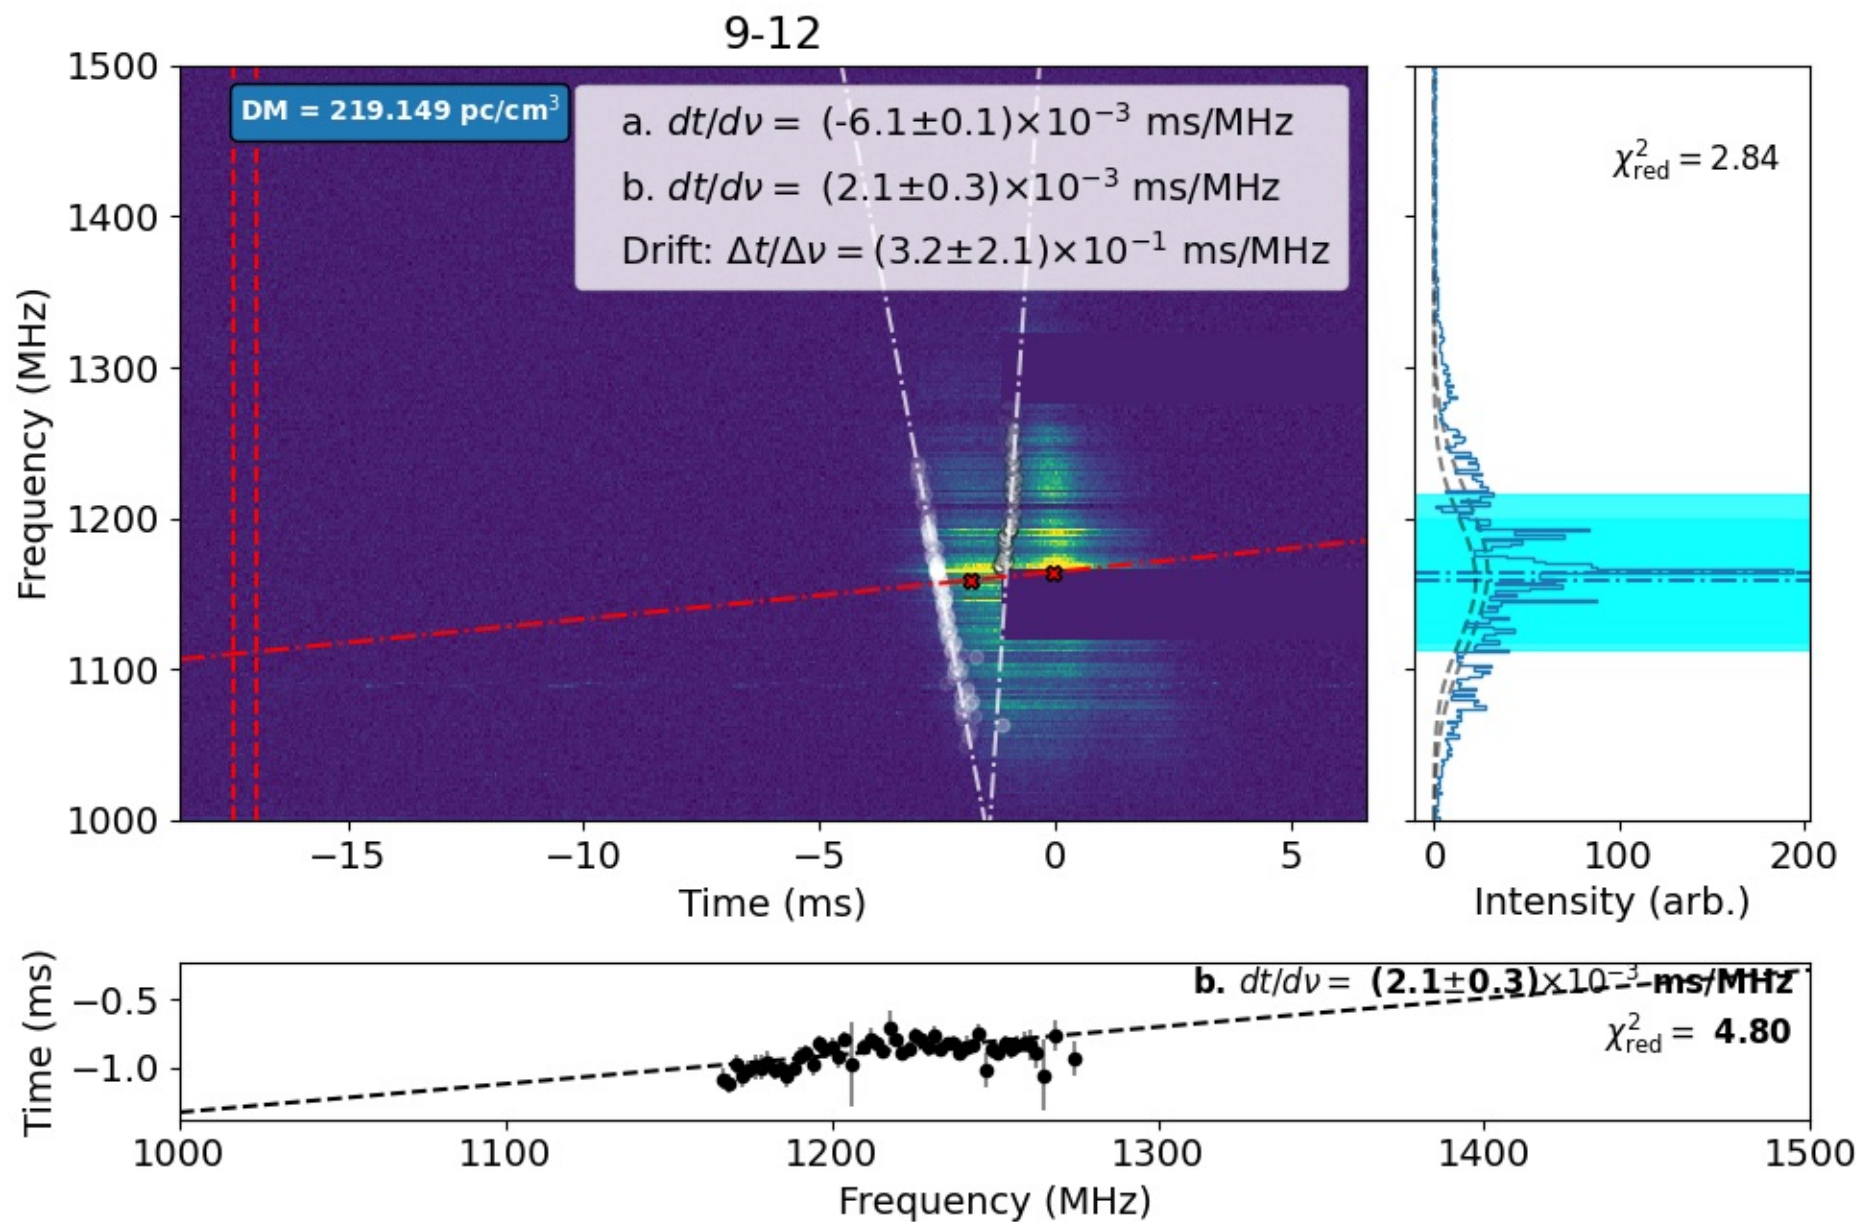 9-12
DM = 219.149 pc/cm³
a. dt/dν = (-6.1±0.1)×10⁻³ ms/MHz
b. dt/dν = (2.1±0.3)×10⁻³ ms/MHz
Drift: Δt/Δν = (3.2±2.1)×10⁻¹ ms/MHz
χ²red = 2.84
1500
1400
1300
1200
1100
1000
Frequency (MHz)
−15 −10 −5 0 5
Time (ms)
0 100 200
Intensity (arb.)
b. dt/dν = (2.1±0.3)×10⁻³ ms/MHz
χ²red = 4.80
−0.5
−1.0
Time (ms)
1000 1100 1200 1300 1400 1500
Frequency (MHz)